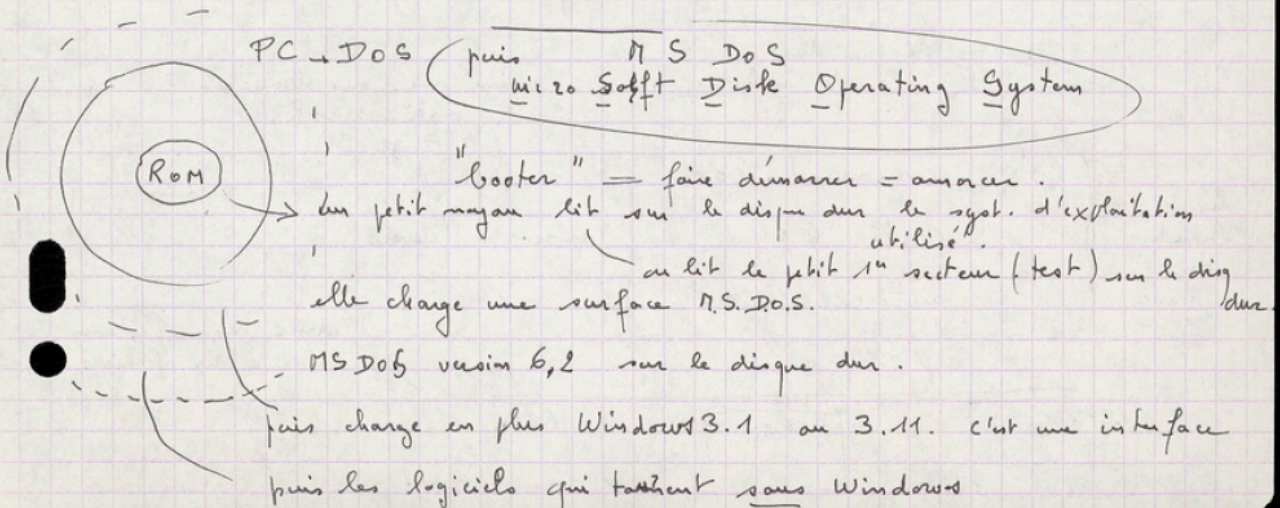 PC-DOS puis MS DOS
Micro Soft Disk Operating System
ROM
"booter" = faire démarrer = amorcer.
un petit noyau lit sur le disque dur le syst. d'exploitation
utilisé".
on lit le petit 1er secteur (test) sur le disq
dur.
elle charge une surface M.S.D.O.S.
MS DOS version 6,2 sur le disque dur.
puis charge en plus Windows 3.1 ou 3.11. c'est une interface
puis les logiciels qui sous Windows